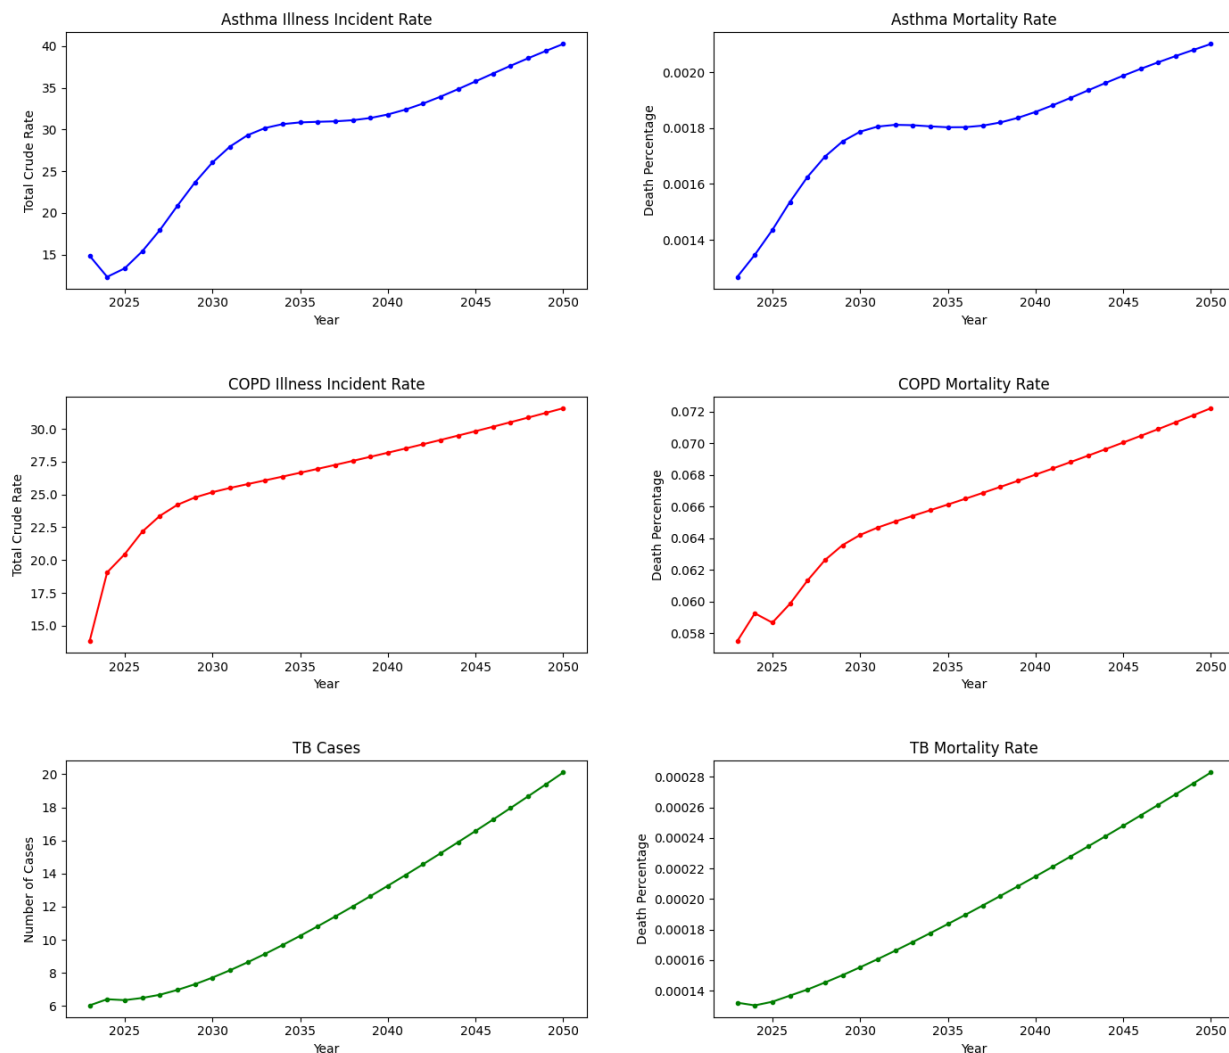 Asthma Illness Incident Rate
Total Crude Rate
40
35
30
25
20
15
2025 2030 2035 2040 2045 2050
Year
Asthma Mortality Rate
Death Percentage
0.0020
0.0018
0.0016
0.0014
2025 2030 2035 2040 2045 2050
Year
COPD Illness Incident Rate
Total Crude Rate
30.0
27.5
25.0
22.5
20.0
17.5
15.0
2025 2030 2035 2040 2045 2050
Year
COPD Mortality Rate
Death Percentage
0.072
0.070
0.068
0.066
0.064
0.062
0.060
0.058
2025 2030 2035 2040 2045 2050
Year
TB Cases
Number of Cases
20
18
16
14
12
10
8
6
2025 2030 2035 2040 2045 2050
Year
TB Mortality Rate
Death Percentage
0.00028
0.00026
0.00024
0.00022
0.00020
0.00018
0.00016
0.00014
2025 2030 2035 2040 2045 2050
Year